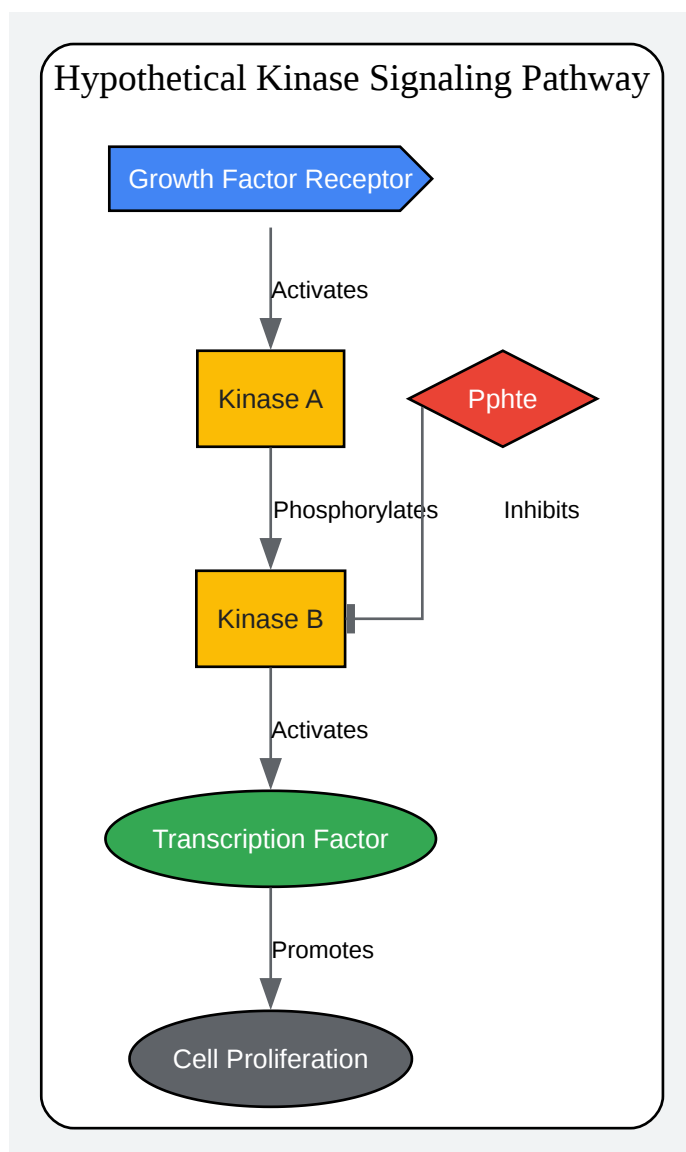 Hypothetical Kinase Signaling Pathway
Growth Factor Receptor
Activates
Kinase A
Pphte
Phosphorylates
Inhibits
Kinase B
Activates
Transcription Factor
Promotes
Cell Proliferation